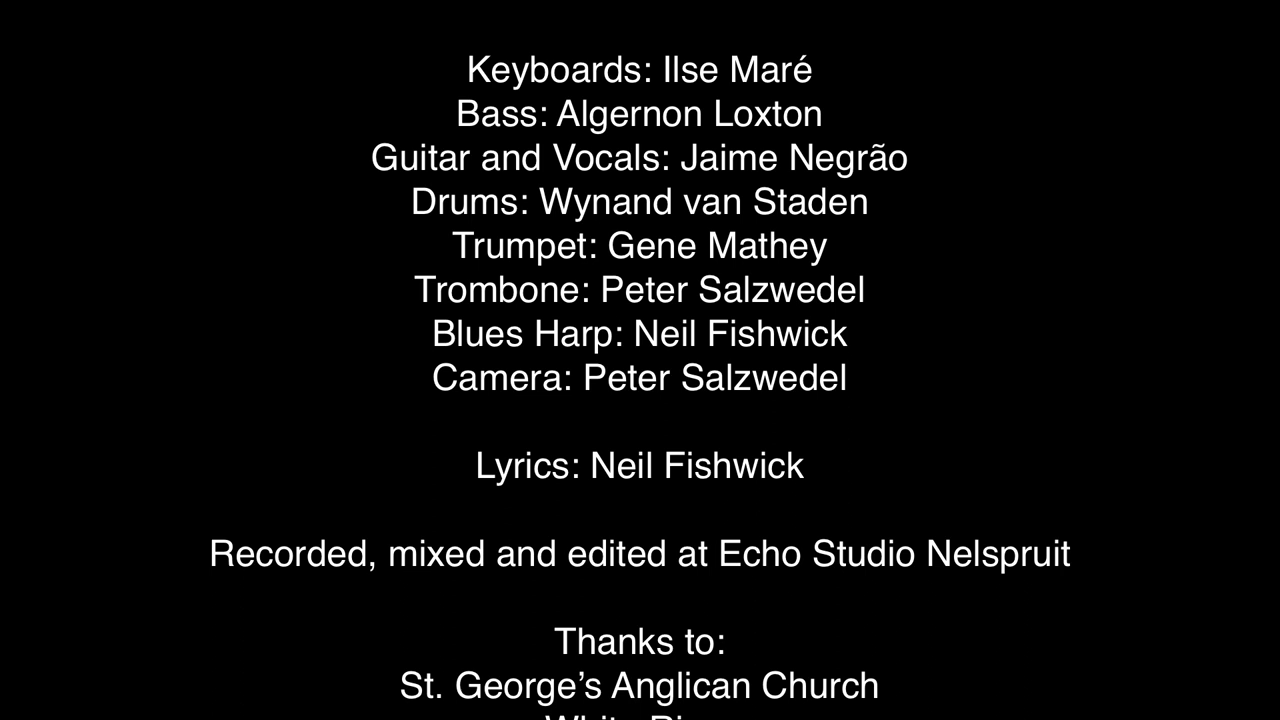 Keyboards: Ilse Maré
Bass: Algernon Loxton
Guitar and Vocals: Jaime Negrão
Drums: Wynand van Staden
Trumpet: Gene Mathey
Trombone: Peter Salzwedel
Blues Harp: Neil Fishwick
Camera: Peter Salzwedel
Lyrics: Neil Fishwick
Recorded, mixed and edited at Echo Studio Nelspruit
Thanks to:
St. George’s Anglican Church